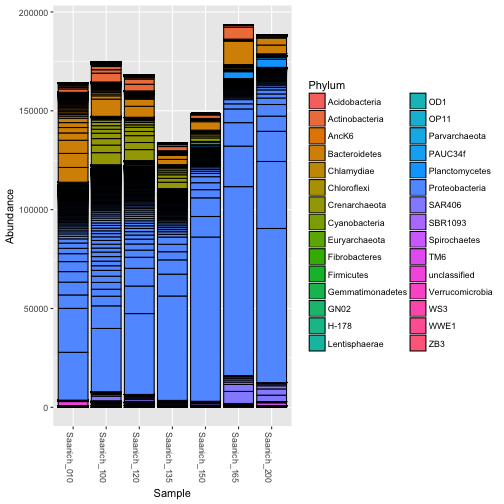 200000
150000
100000
50000
0
Abundance
Saanich_010
Saanich_100
Saanich_120
Saanich_135
Saanich_150
Saanich_165
Saanich_200
Sample
Phylum
Acidobacteria
Actinobacteria
AncK6
Bacteroidetes
Chlamydiae
Chloroflexi
Crenarchaeota
Cyanobacteria
Euryarchaeota
Fibrobacteres
Firmicutes
Gemmatimonadetes
GN02
H-178
Lentisphaerae
OD1
OP11
Parvarchaeota
PAUC34f
Planctomycetes
Proteobacteria
SAR406
SBR1093
Spirochaetes
TM6
unclassified
Verrucomicrobia
WS3
WWE1
ZB3